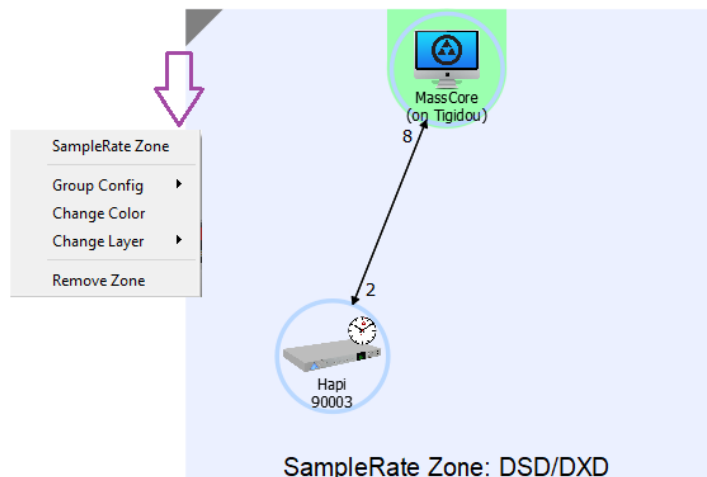 MassCore
(on Tigidou)
8
SampleRate Zone
Group Config
Change Color
Change Layer
Remove Zone
2
Hapi
90003
SampleRate Zone: DSD/DXD